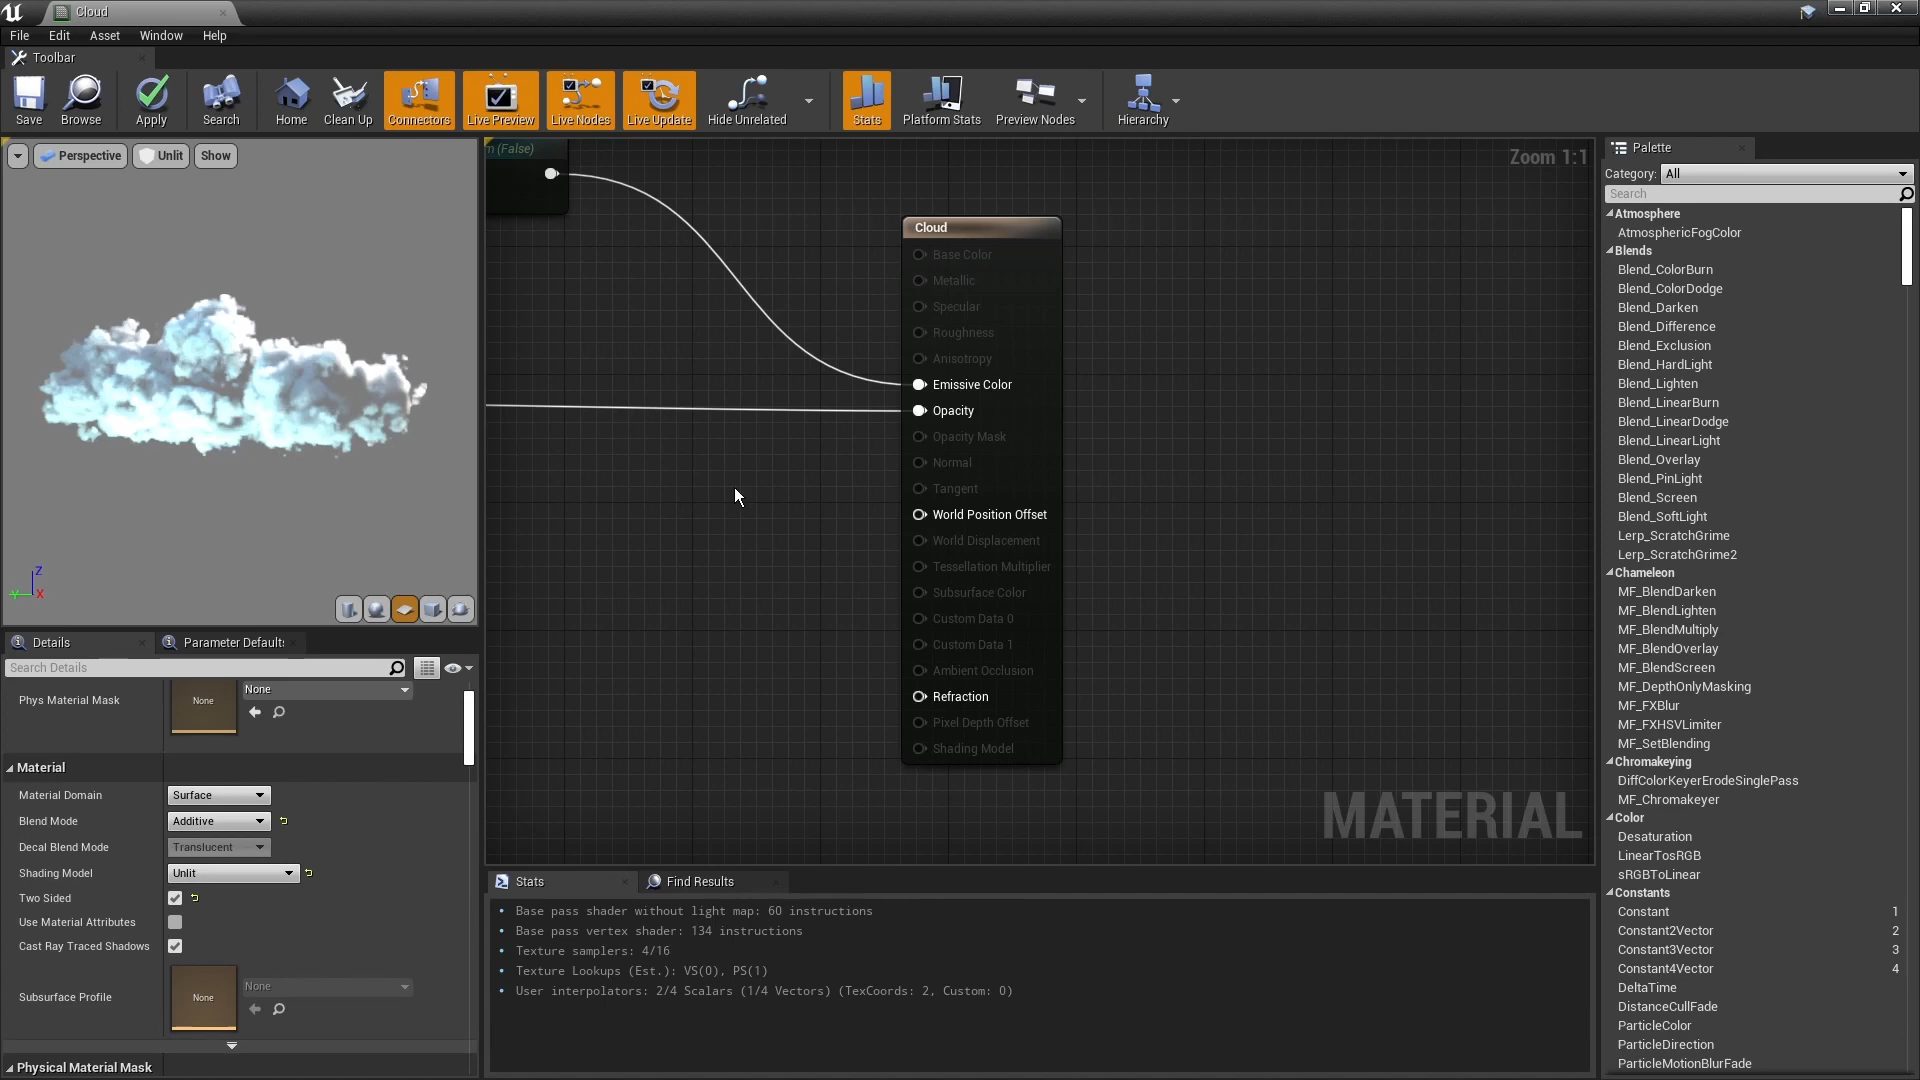 Cloud
File Edit Asset Window Help
Toolbar
Save Browse Apply Search Home Clean Up Connectors Live Preview Live Nodes Live Update Hide Unrelated Stats Platform Stats Preview Nodes Hierarchy
Perspective Unlit Show
Z
Y X
Details Parameter Default
Search Details
Phys Material Mask None None
Material
Material Domain Surface
Blend Mode Additive
Decal Blend Mode Translucent
Shading Model Unlit
Two Sided
Use Material Attributes
Cast Ray Traced Shadows
Subsurface Profile None None
Physical Material Mask
m (False)
Zoom 1:1
Cloud
Base Color
Metallic
Specular
Roughness
Anisotropy
Emissive Color
Opacity
Opacity Mask
Normal
Tangent
World Position Offset
World Displacement
Tessellation Multiplier
Subsurface Color
Custom Data 0
Custom Data 1
Ambient Occlusion
Refraction
Pixel Depth Offset
Shading Model
MATERIAL
Stats Find Results
Base pass shader without light map: 60 instructions
Base pass vertex shader: 134 instructions
Texture samplers: 4/16
Texture Lookups (Est.): VS(0), PS(1)
User interpolators: 2/4 Scalars (1/4 Vectors) (TexCoords: 2, Custom: 0)
Palette
Category: All
Search
Atmosphere
AtmosphericFogColor
Blends
Blend_ColorBurn
Blend_ColorDodge
Blend_Darken
Blend_Difference
Blend_Exclusion
Blend_HardLight
Blend_Lighten
Blend_LinearBurn
Blend_LinearDodge
Blend_LinearLight
Blend_Overlay
Blend_PinLight
Blend_Screen
Blend_SoftLight
Lerp_ScratchGrime
Lerp_ScratchGrime2
Chameleon
MF_BlendDarken
MF_BlendLighten
MF_BlendMultiply
MF_BlendOverlay
MF_BlendScreen
MF_DepthOnlyMasking
MF_FXBlur
MF_FXHSVLimiter
MF_SetBlending
Chromakeying
DiffColorKeyerErodeSinglePass
MF_Chromakeyer
Color
Desaturation
LinearTosRGB
sRGBToLinear
Constants
Constant 1
Constant2Vector 2
Constant3Vector 3
Constant4Vector 4
DeltaTime
DistanceCullFade
ParticleColor
ParticleDirection
ParticleMotionBlurFade